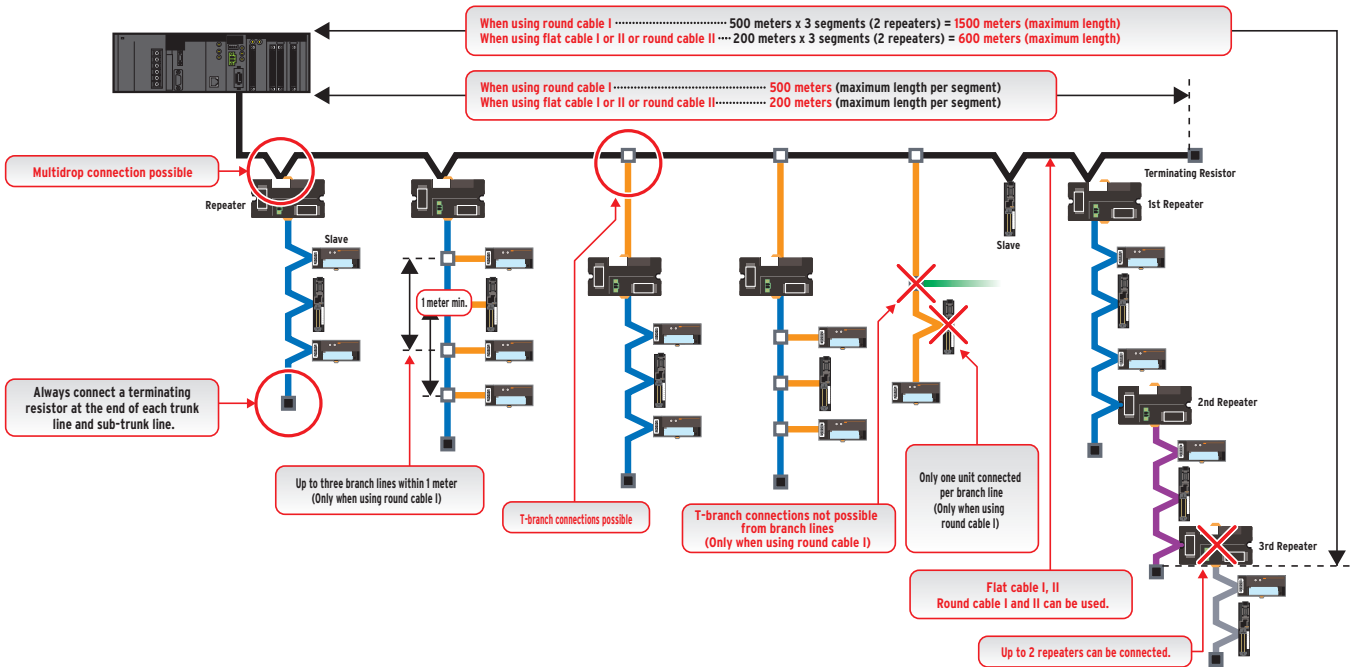 When using round cable I ································ 500 meters x 3 segments (2 repeaters) = 1500 meters (maximum length)
When using flat cable I or II or round cable II ···· 200 meters x 3 segments (2 repeaters) = 600 meters (maximum length)
When using round cable I ·········································· 500 meters (maximum length per segment)
When using flat cable I or II or round cable II ··············· 200 meters (maximum length per segment)
Multidrop connection possible
Terminating Resistor
Repeater
1st Repeater
Slave
Slave
1 meter min.
Always connect a terminating
resistor at the end of each trunk
line and sub-trunk line.
2nd Repeater
Up to three branch lines within 1 meter
(Only when using round cable I)
T-branch connections possible
T-branch connections not possible
from branch lines
(Only when using round cable I)
Only one unit connected
per branch line
(Only when using
round cable I)
3rd Repeater
Flat cable I, II
Round cable I and II can be used.
Up to 2 repeaters can be connected.